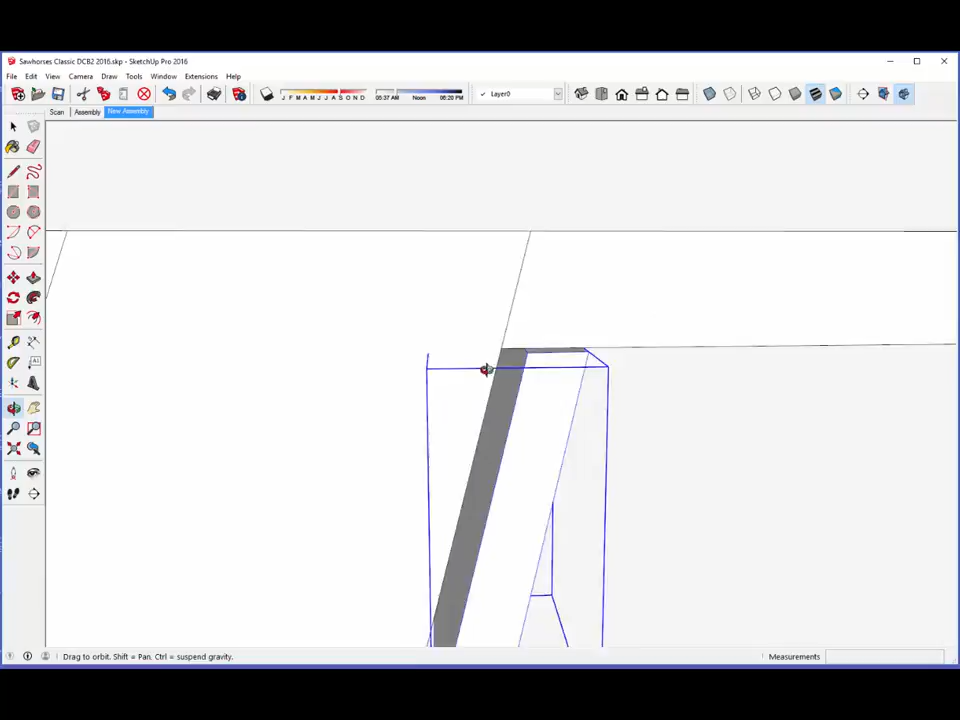 Sawhorses Classic DCB2 2016.skp - SketchUp Pro 2016
File Edit View Camera Draw Tools Window Extensions Help
J F M A M J J A S O N D 05:37 AM Noon 06:20 PM Layer0
Scan Assembly New Assembly
Drag to orbit. Shift = Pan. Ctrl = suspend gravity. Measurements